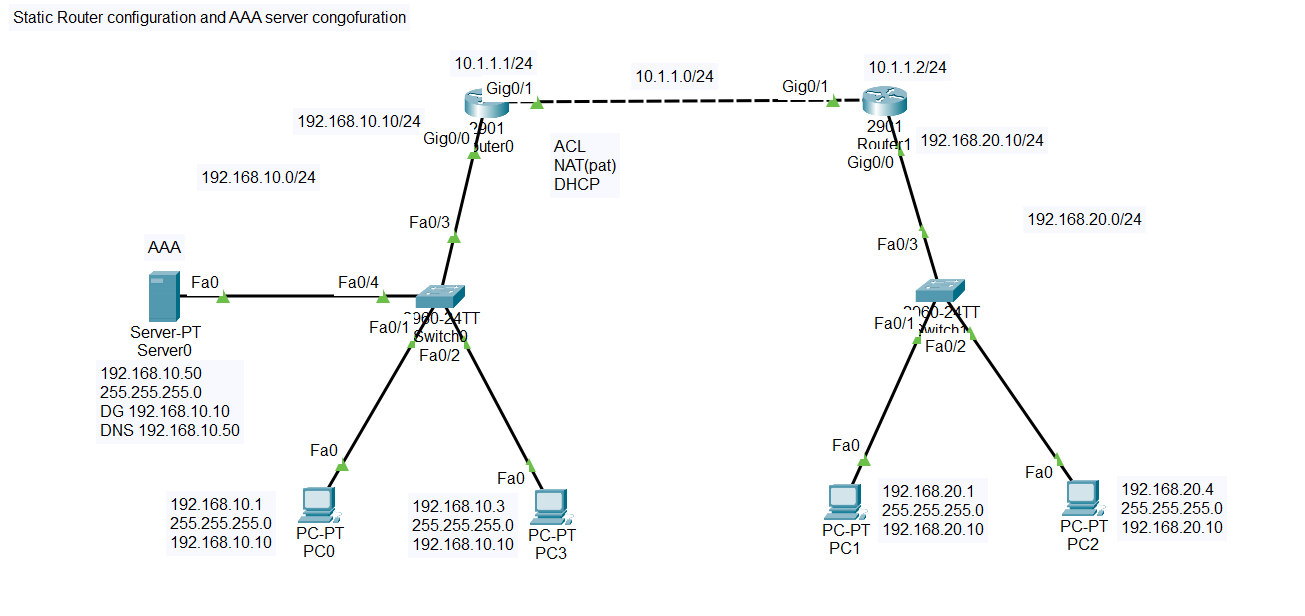 Static Router configuration and AAA server congofuration
10.1.1.1/24
Gig0/1
10.1.1.0/24
Gig0/1
10.1.1.2/24
192.168.10.10/24
Gig0/0
2901
uter0
ACL
NAT(pat)
DHCP
2901
Router1
Gig0/0
192.168.20.10/24
192.168.10.0/24
Fa0/3
192.168.20.0/24
Fa0/3
AAA
Fa0
Fa0/4
Server-PT
Server0
192.168.10.50
255.255.255.0
DG 192.168.10.10
DNS 192.168.10.50
960-24TT
Switch0
Fa0/1
Fa0/2
960-24TT
Switch1
Fa0/1
Fa0/2
Fa0
192.168.10.1
255.255.255.0
192.168.10.10
PC-PT
PC0
Fa0
192.168.10.3
255.255.255.0
192.168.10.10
PC-PT
PC3
Fa0
PC-PT
PC1
192.168.20.1
255.255.255.0
192.168.20.10
Fa0
PC-PT
PC2
192.168.20.4
255.255.255.0
192.168.20.10